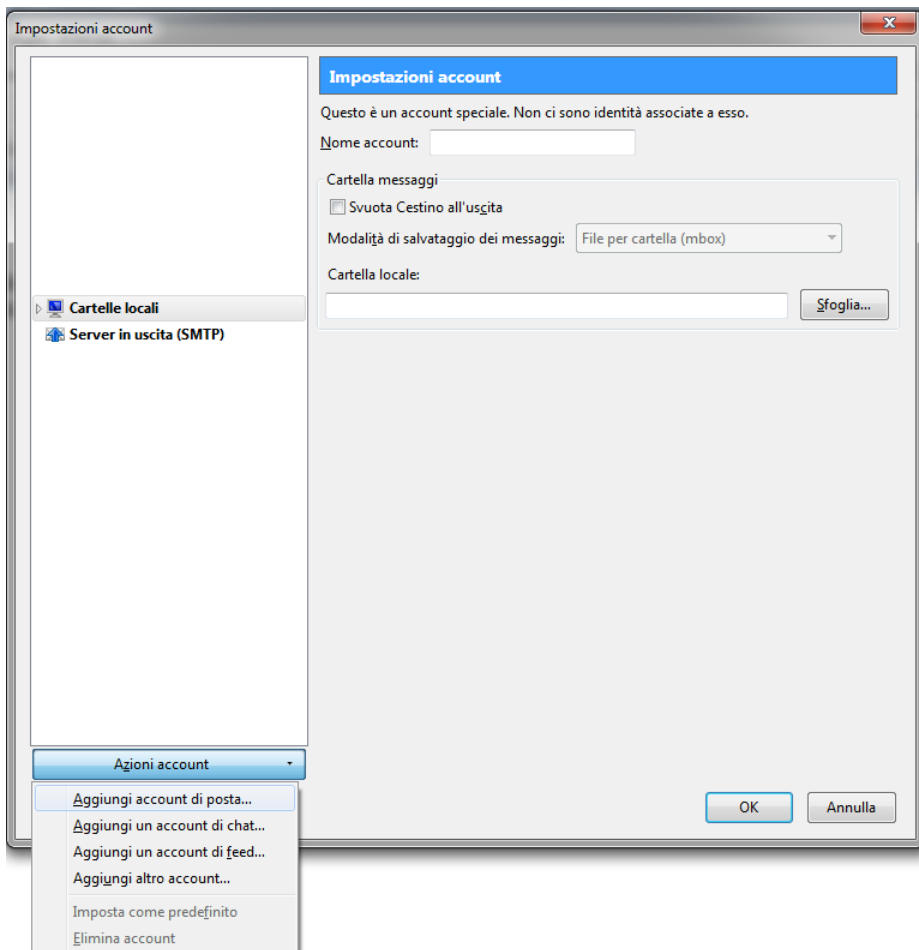 Impostazioni account
Impostazioni account
Questo è un account speciale. Non ci sono identità associate a esso.
Nome account:
Cartella messaggi
Svuota Cestino all'uscita
Modalità di salvataggio dei messaggi: File per cartella (mbox)
Cartella locale:
Sfoglia...
Cartelle locali
Server in uscita (SMTP)
Azioni account
Aggiungi account di posta...
Aggiungi un account di chat...
Aggiungi un account di feed...
Aggiungi altro account...
Imposta come predefinito
Elimina account
OK Annulla